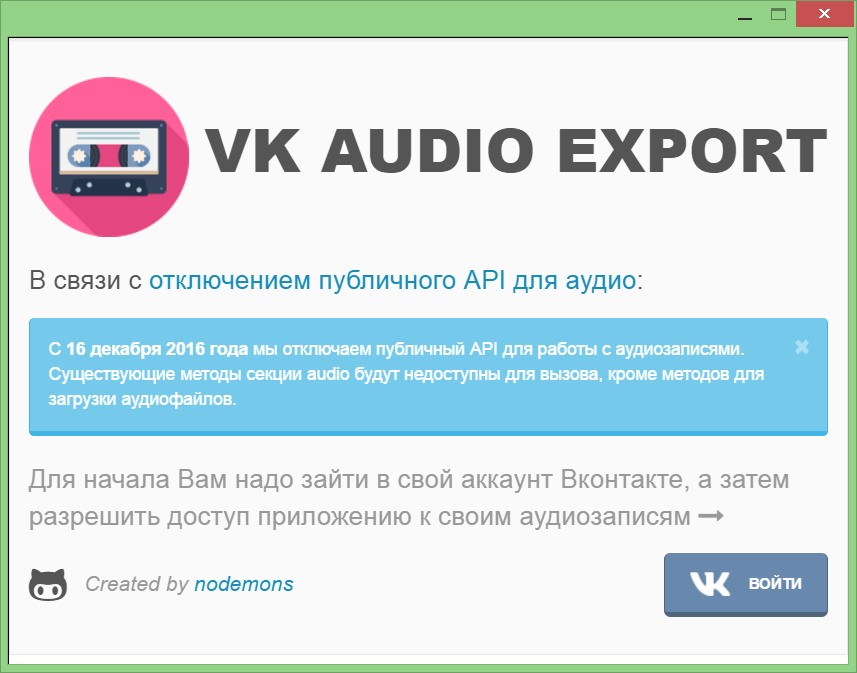 VK AUDIO EXPORT
В связи с отключением публичного API для аудио:
С 16 декабря 2016 года мы отключаем публичный API для работы с аудиозаписями.
Существующие методы секции audio будут недоступны для вызова, кроме методов для
загрузки аудиофайлов.
Для начала Вам надо зайти в свой аккаунт Вконтакте, а затем
разрешить доступ приложению к своим аудиозаписям
Created by nodemons
VK ВОЙТИ